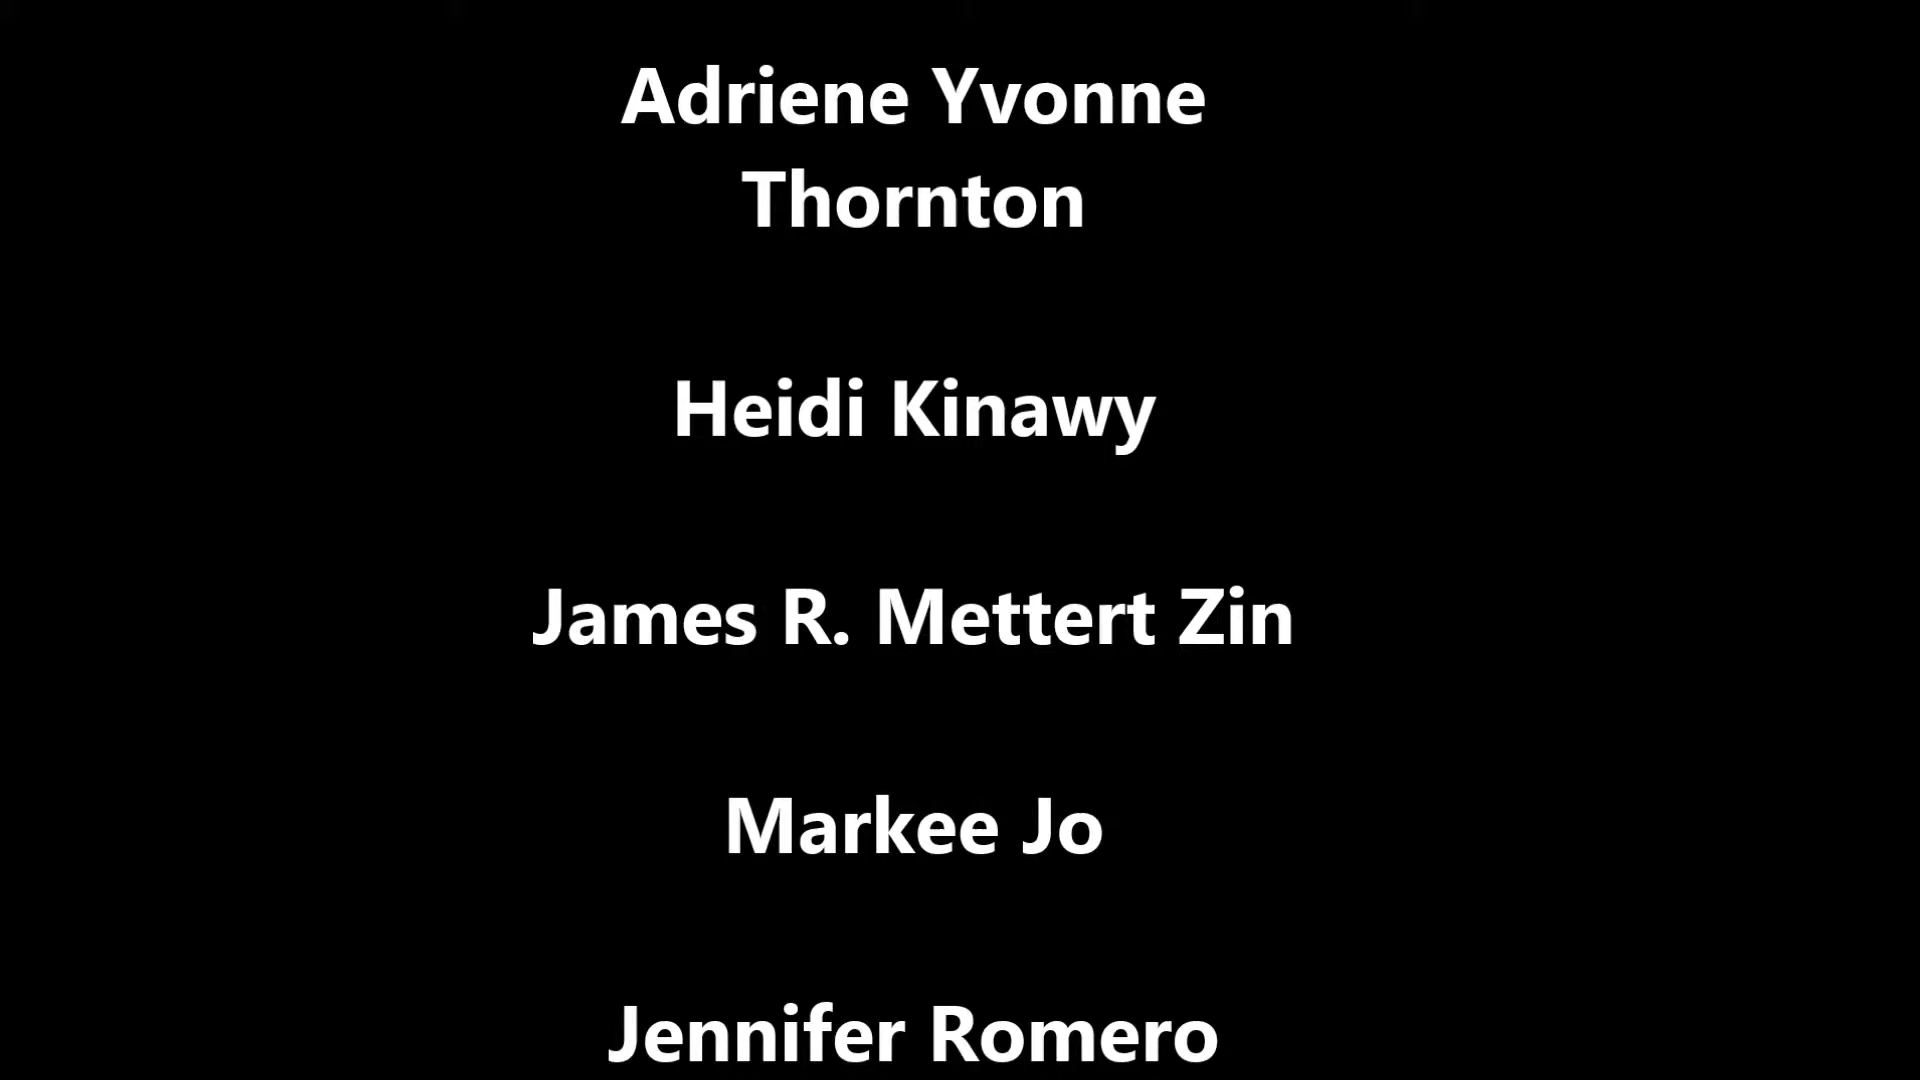 Adriene Yvonne
Thornton
Heidi Kinawy
James R. Mettert Zin
Markee Jo
Jennifer Romero